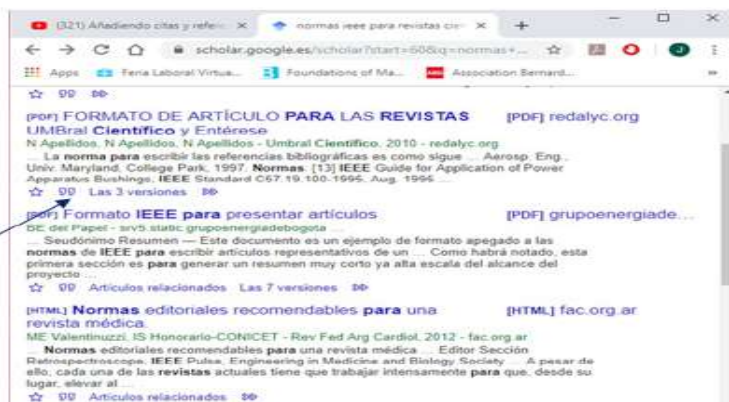 (321) Añadiendo citas y refe
normas ieee para revistas cien
scholar.google.es/scholar?start=60&q=normas+...
Apps Feria Laboral Virtua... Foundations of Ma... Association Bernard...
[PDF] FORMATO DE ARTÍCULO PARA LAS REVISTAS
UMBral Científico y Entérese
[PDF] redalyc.org
N Apellidos, N Apellidos, N Apellidos - Umbral Científico, 2010 - redalyc.org
... La norma para escribir las referencias bibliográficas es como sigue ... Aerosp. Eng.,
Univ. Maryland, College Park, 1997. Normas. [13] IEEE Guide for Application of Power
Apparatus Bushings, IEEE Standard C57.19.100-1995, Aug. 1995 ...
Las 3 versiones
[PDF] Formato IEEE para presentar artículos
[PDF] grupoenergiade...
BE del Papel - srv5.static.grupoenergiadebogota ...
... Seudónimo Resumen — Este documento es un ejemplo de formato apegado a las
normas de IEEE para escribir artículos representativos de un ... Como habrá notado, esta
primera sección es para generar un resumen muy corto ya alta escala del alcance del
proyecto ...
Artículos relacionados Las 7 versiones
[HTML] Normas editoriales recomendables para una
revista médica.
[HTML] fac.org.ar
ME Valentinuzzi, IS Honorario-CONICET - Rev Fed Arg Cardiol, 2012 - fac.org.ar
... Normas editoriales recomendables para una revista médica ... Editor Sección
Retrospectroscope, IEEE Pulse, Engineering in Medicine and Biology Society ... A pesar de
ello, cada una de las revistas actuales tiene que trabajar intensamente para que, desde su
lugar, elevar al ...
Artículos relacionados